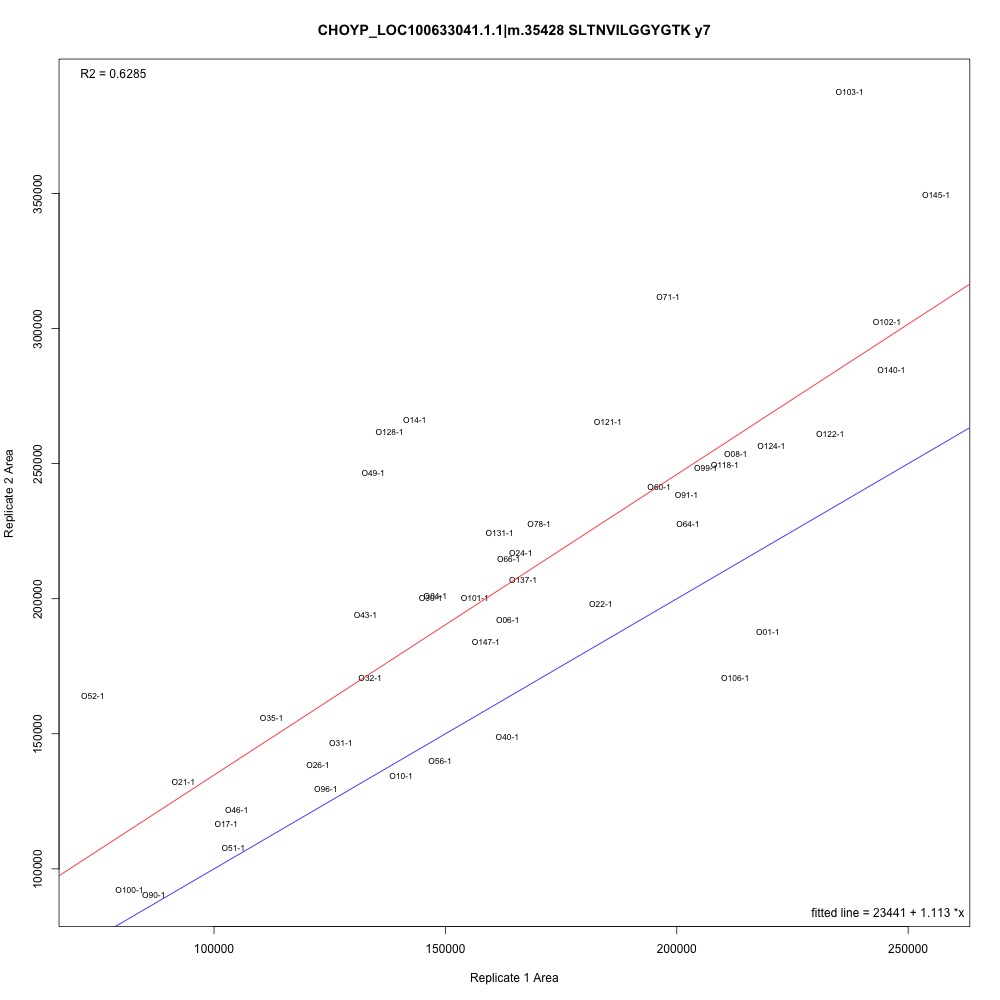 CHOYP_LOC100633041.1.1|m.35428 SLTNVILGGYGTK y7
R2 = 0.6285
O103-1
O145-1
O71-1
O102-1
O140-1
O14-1
O121-1
O128-1
O122-1
O124-1
O08-1
O118-1
O99-1
O49-1
O60-1
O91-1
O78-1
O64-1
O131-1
O24-1
O66-1
O137-1
O101-1
O22-1
O43-1
O06-1
O01-1
O147-1
O32-1
O106-1
O52-1
O35-1
O31-1
O40-1
O56-1
O26-1
O10-1
O21-1
O96-1
O46-1
O17-1
O51-1
O100-1
O90-1
fitted line = 23441 + 1.113 *x
350000
300000
250000
200000
150000
100000
Replicate 2 Area
100000
150000
200000
250000
Replicate 1 Area